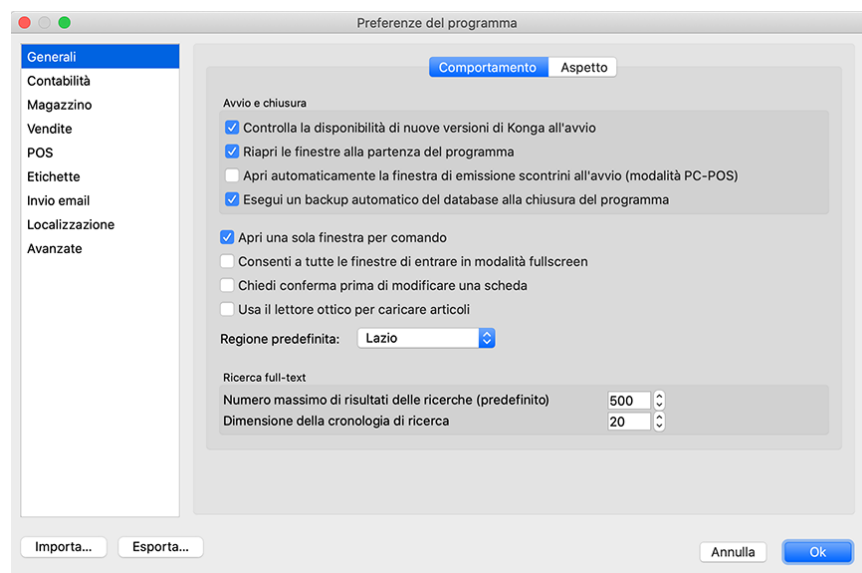 Preferenze del programma
Generali
Contabilità
Magazzino
Vendite
POS
Etichette
Invio email
Localizzazione
Avanzate
Comportamento
Aspetto
Avvio e chiusura
Controlla la disponibilità di nuove versioni di Konga all'avvio
Riapri le finestre alla partenza del programma
Apri automaticamente la finestra di emissione scontrini all'avvio (modalità PC-POS)
Esegui un backup automatico del database alla chiusura del programma
Apri una sola finestra per comando
Consenti a tutte le finestre di entrare in modalità fullscreen
Chiedi conferma prima di modificare una scheda
Usa il lettore ottico per caricare articoli
Regione predefinita: Lazio
Ricerca full-text
Numero massimo di risultati delle ricerche (predefinito) 500
Dimensione della cronologia di ricerca 20
Importa... Esporta...
Annulla Ok